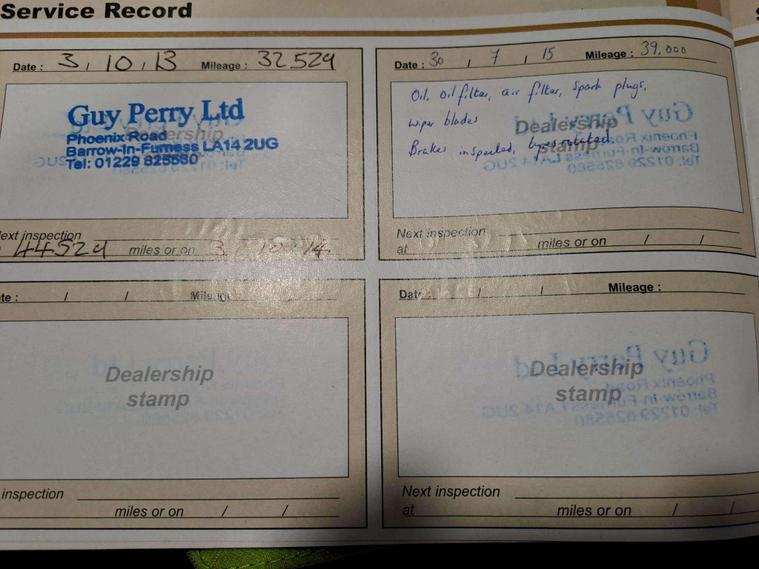 Service Record
Date : 3, 10, 13 Mileage : 32529
Guy Perry Ltd
Phoenix Road
Barrow-In-Furness LA14 2UG
Tel: 01229 825580
ext inspection
44529 miles or on 3 10 14
Date : 30 / 7 / 15 Mileage : 39,000
Oil, oil filter, air filter, spark plugs,
wiper blades
Dealership
Brakes inspected,
stamp
Next inspection
at miles or on / /
te : / / Mileage
Dealership
stamp
inspection
miles or on / /
Date : / / Mileage :
Dealership
stamp
Next inspection
at miles or on / /